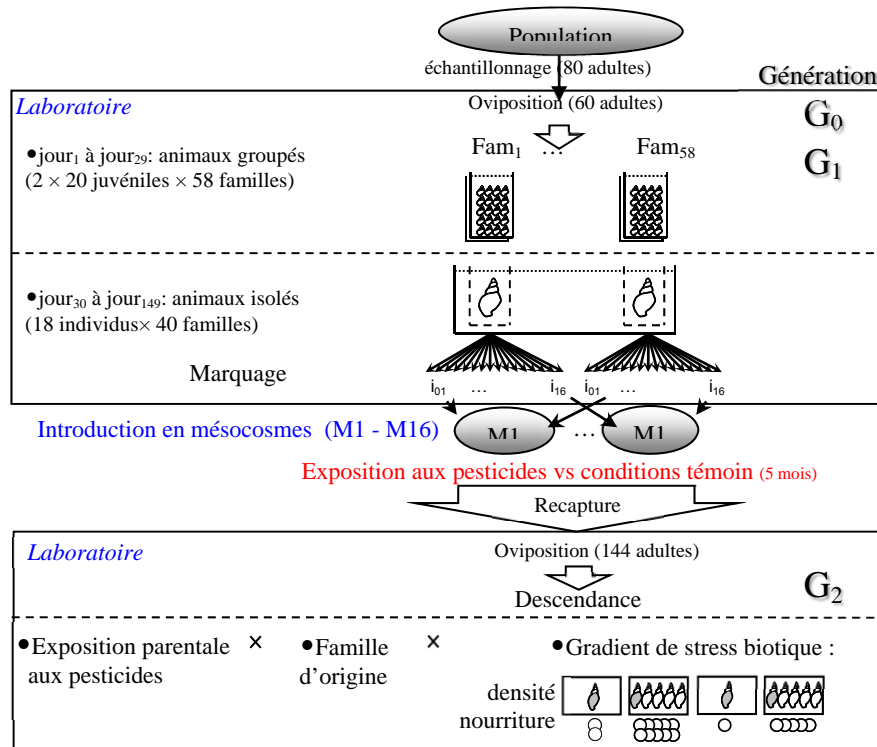 Population
échantillonnage (80 adultes)
Génération
Laboratoire
Oviposition (60 adultes)
G0
●jour1 à jour29: animaux groupés
(2 × 20 juvéniles × 58 familles)
Fam1 … Fam58
G1
●jour30 à jour149: animaux isolés
(18 individus× 40 familles)
Marquage
i01 … i16 i01 … i16
Introduction en mésocosmes (M1 - M16)
M1 … M1
Exposition aux pesticides vs conditions témoin (5 mois)
Recapture
Laboratoire
Oviposition (144 adultes)
G2
Descendance
●Exposition parentale
aux pesticides
×
●Famille
d'origine
×
●Gradient de stress biotique :
densité
nourriture